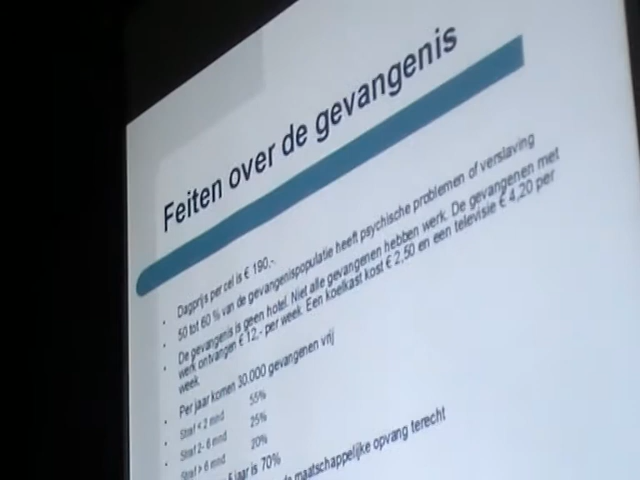 Feiten over de gevangenis
• Dagprijs per cel is € 190,-.
• 50 tot 60 % van de gevangenispopulatie heeft psychische problemen of verslaving
• De gevangenis is geen hotel. Niet alle gevangenen hebben werk. De gevangenen met
werk ontvangen € 12,- per week. Een koelkast kost € 2,50 en een televisie € 4,20 per
week.
• Per jaar komen 30.000 gevangenen vrij
• Straf < 2 mnd 55%
• Straf 2- 6 mnd 25%
• Straf > 6 mnd 20%
5 jaar is 70%
de maatschappelijke opvang terecht